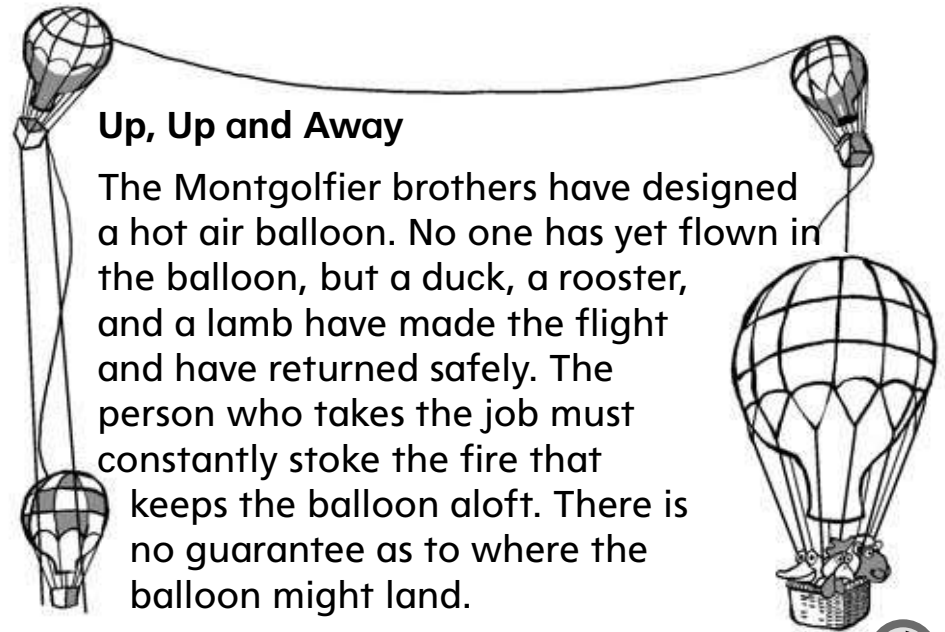 Up, Up and Away
The Montgolfier brothers have designed
a hot air balloon. No one has yet flown in
the balloon, but a duck, a rooster,
and a lamb have made the flight
and have returned safely. The
person who takes the job must
constantly stoke the fire that
keeps the balloon aloft. There is
no guarantee as to where the
balloon might land.